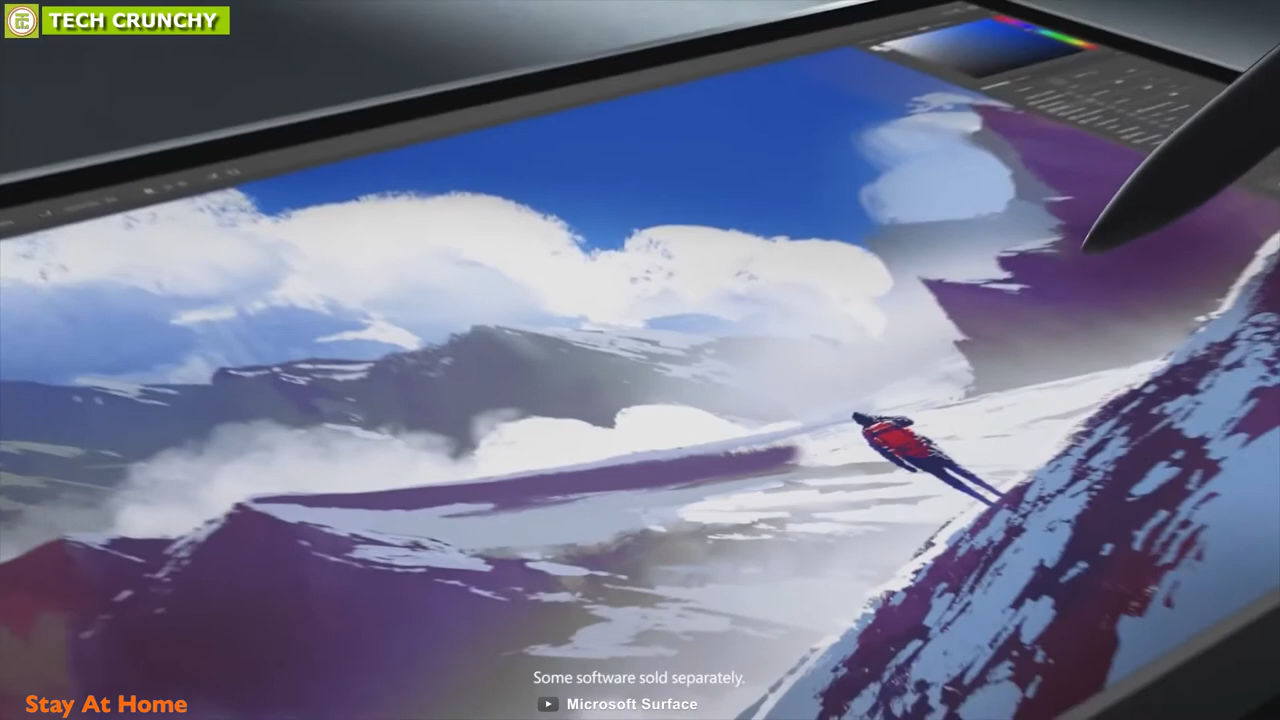 TECH CRUNCHY
Some software sold separately.
Microsoft Surface
Stay At Home